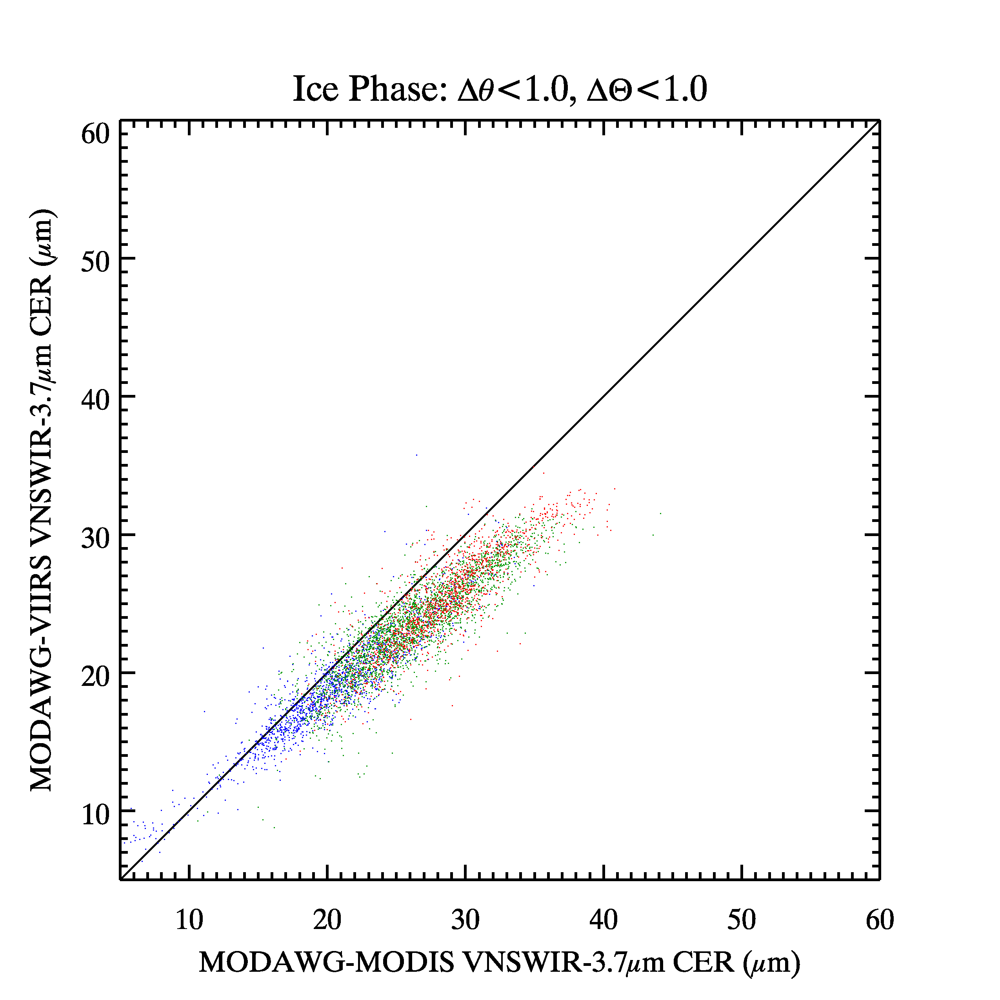 Ice Phase: Δθ<1.0, ΔΘ<1.0
60
50
40
30
20
10
MODAWG-VIIRS VNSWIR-3.7μm CER (μm)
10 20 30 40 50 60
MODAWG-MODIS VNSWIR-3.7μm CER (μm)